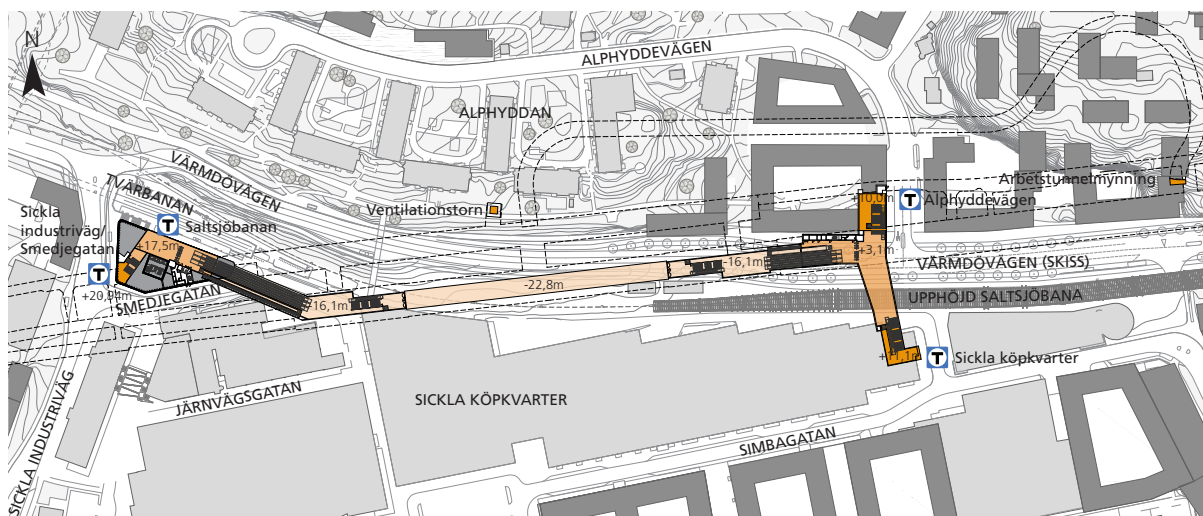 N
ALPHYDDEVÄGEN
ALPHYDDAN
VÄRMDÖVÄGEN
TVÄRBANAN
Arbetstunnelmynning
Sickla
industriväg/
Smedjegatan
T
Saltsjöbanan
Ventilationstorn
+10,0m
T
Alphyddevägen
+17,5m
+3,1m
T
-16,1m
VÄRMDÖVÄGEN (SKISS)
+20,94m
SMEDJEGATAN
-22,8m
-16,1m
UPPHÖJD SALTSJÖBANA
+11,1m
T
Sickla köpkvarter
JÄRNVÄGSGATAN
SICKLA KÖPKVARTER
SICKLA INDUSTRIVÄG
SIMBAGATAN